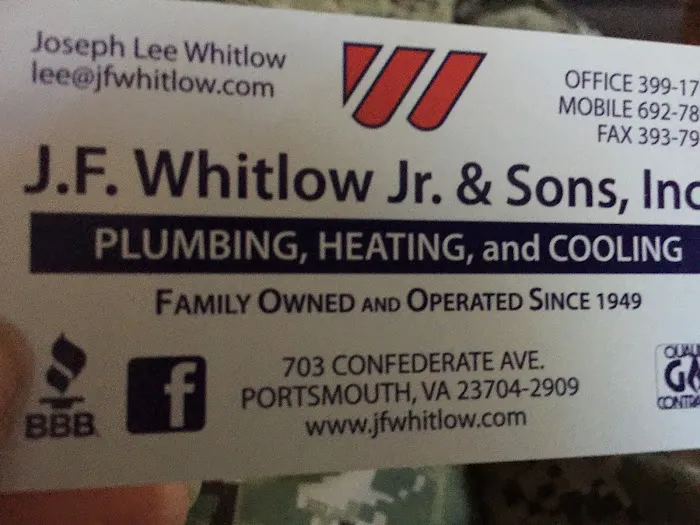 Joseph Lee Whitlow
lee@jfwhitlow.com
OFFICE 399-17
MOBILE 692-78
FAX 393-79
J.F. Whitlow Jr. & Sons, Inc
PLUMBING, HEATING, and COOLING
FAMILY OWNED AND OPERATED SINCE 1949
703 CONFEDERATE AVE.
PORTSMOUTH, VA 23704-2909
www.jfwhitlow.com
BBB
f